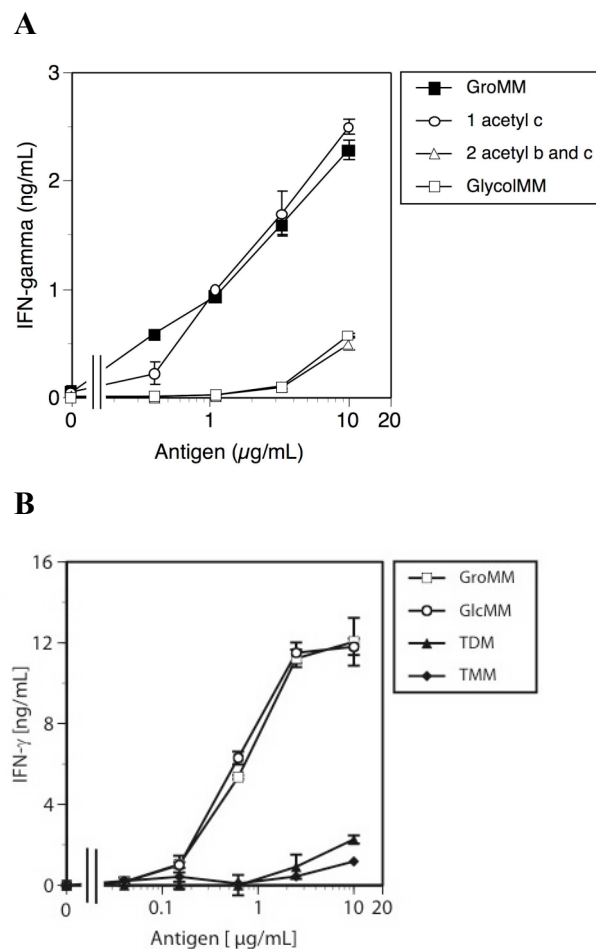 A
3
2
1
0
IFN-gamma (ng/mL)
0
1
10
20
Antigen (µg/mL)
GroMM
1 acetyl c
2 acetyl b and c
GlycolMM
B
16
12
8
4
0
IFN-γ [ng/mL]
0
0.1
1
10
20
Antigen [ µg/mL]
GroMM
GlcMM
TDM
TMM